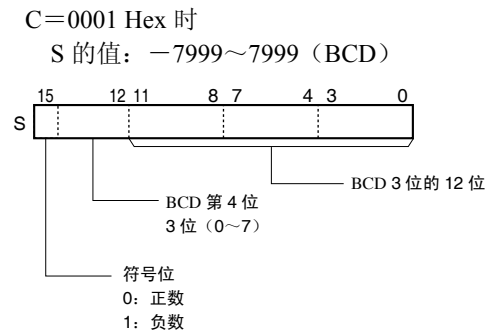 C＝0001 Hex 时
S 的值：－7999～7999（BCD）
15 12 11 8 7 4 3 0
S
BCD 3 位的 12 位
BCD 第 4 位
3 位（0～7）
符号位
0：正数
1：负数